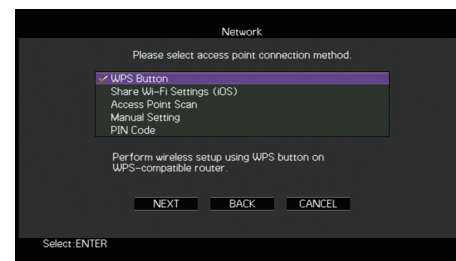 Network
Please select access point connection method.
WPS Button
Share Wi-Fi Settings (iOS)
Access Point Scan
Manual Setting
PIN Code
Perform wireless setup using WPS button on
WPS-compatible router.
NEXT BACK CANCEL
Select:ENTER